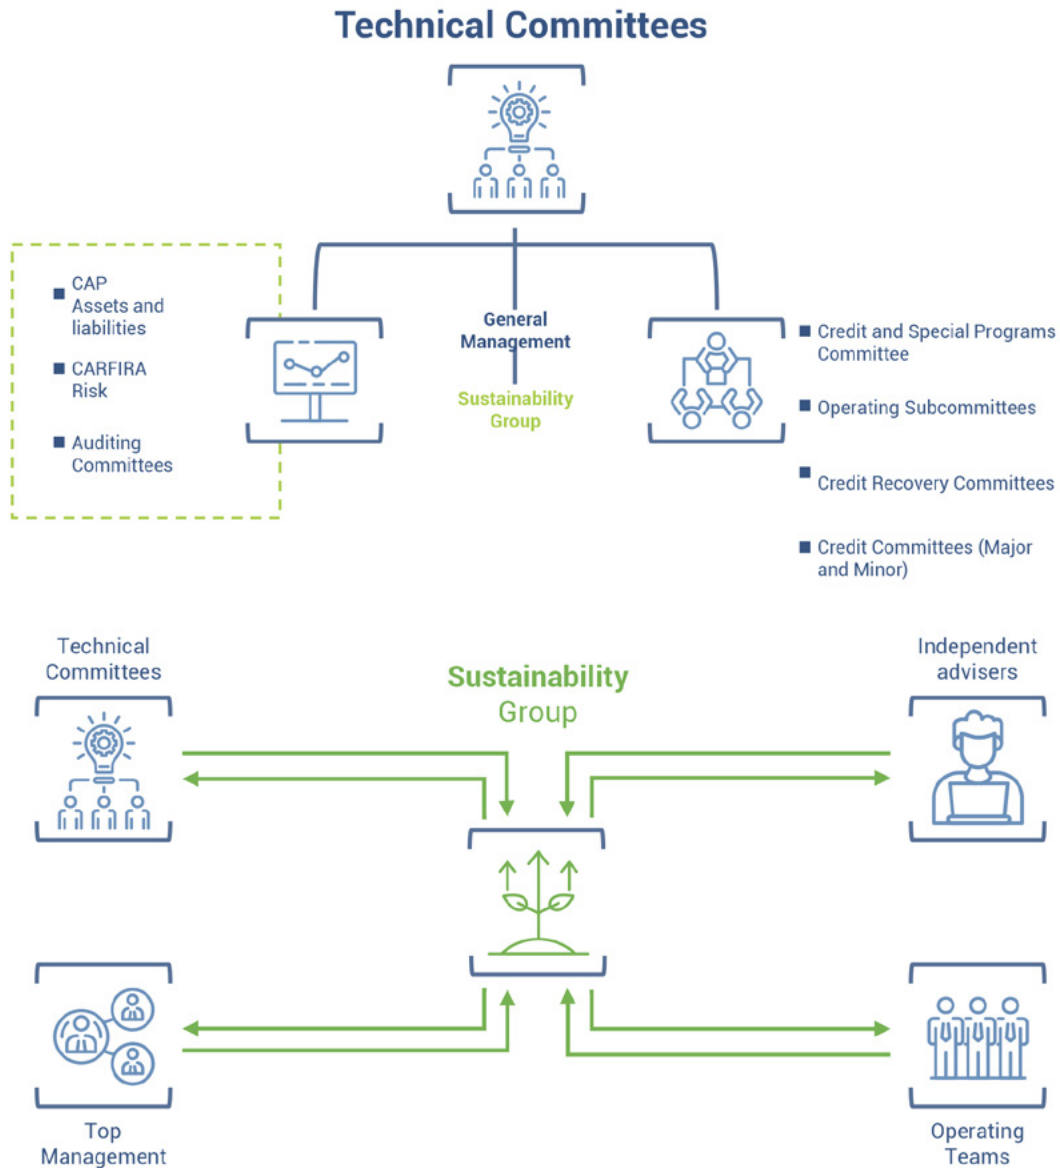 Technical Committees
CAP
Assets and
liabilities
CARFIRA
Risk
Auditing
Committees
General
Management
Sustainability
Group
Credit and Special Programs
Committee
Operating Subcommittees
Credit Recovery Committees
Credit Committees (Major
and Minor)
Technical
Committees
Sustainability
Group
Independent
advisers
Top
Management
Operating
Teams